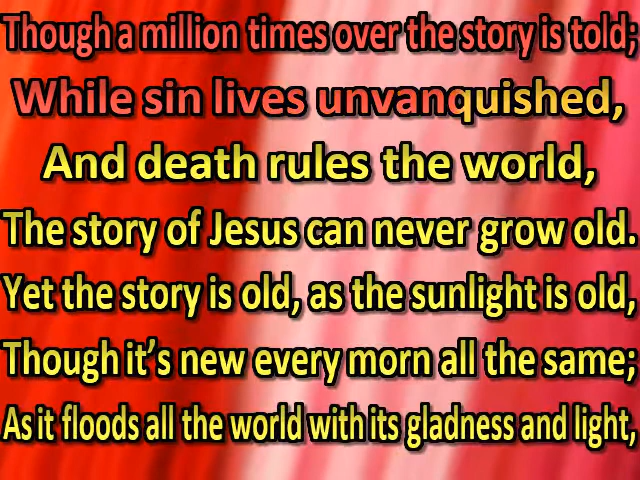 Though a million times over the story is told;
While sin lives unvanquished,
And death rules the world,
The story of Jesus can never grow old.
Yet the story is old, as the sunlight is old,
Though it’s new every morn all the same;
As it floods all the world with its gladness and light,